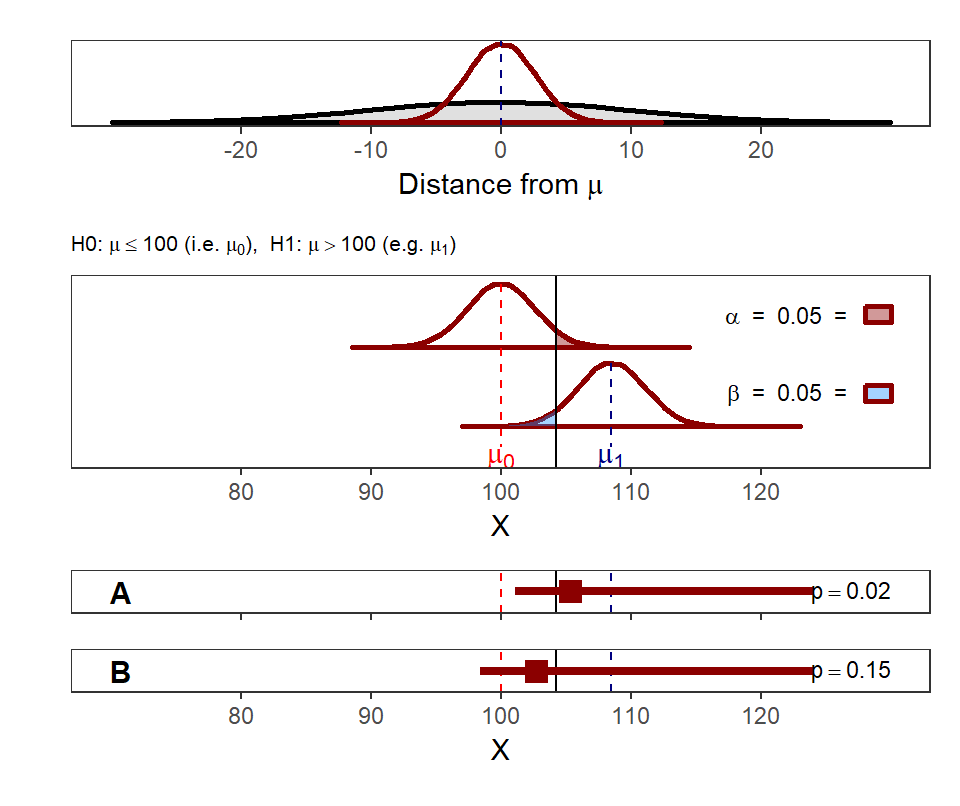 -20 -10 0 10 20
Distance from μ
H0: μ ≤ 100 (i.e. μ₀), H1: μ > 100 (e.g. μ₁)
α = 0.05 =
β = 0.05 =
μ₀ μ₁
80 90 100 110 120
X
A p = 0.02
B p = 0.15
80 90 100 110 120
X